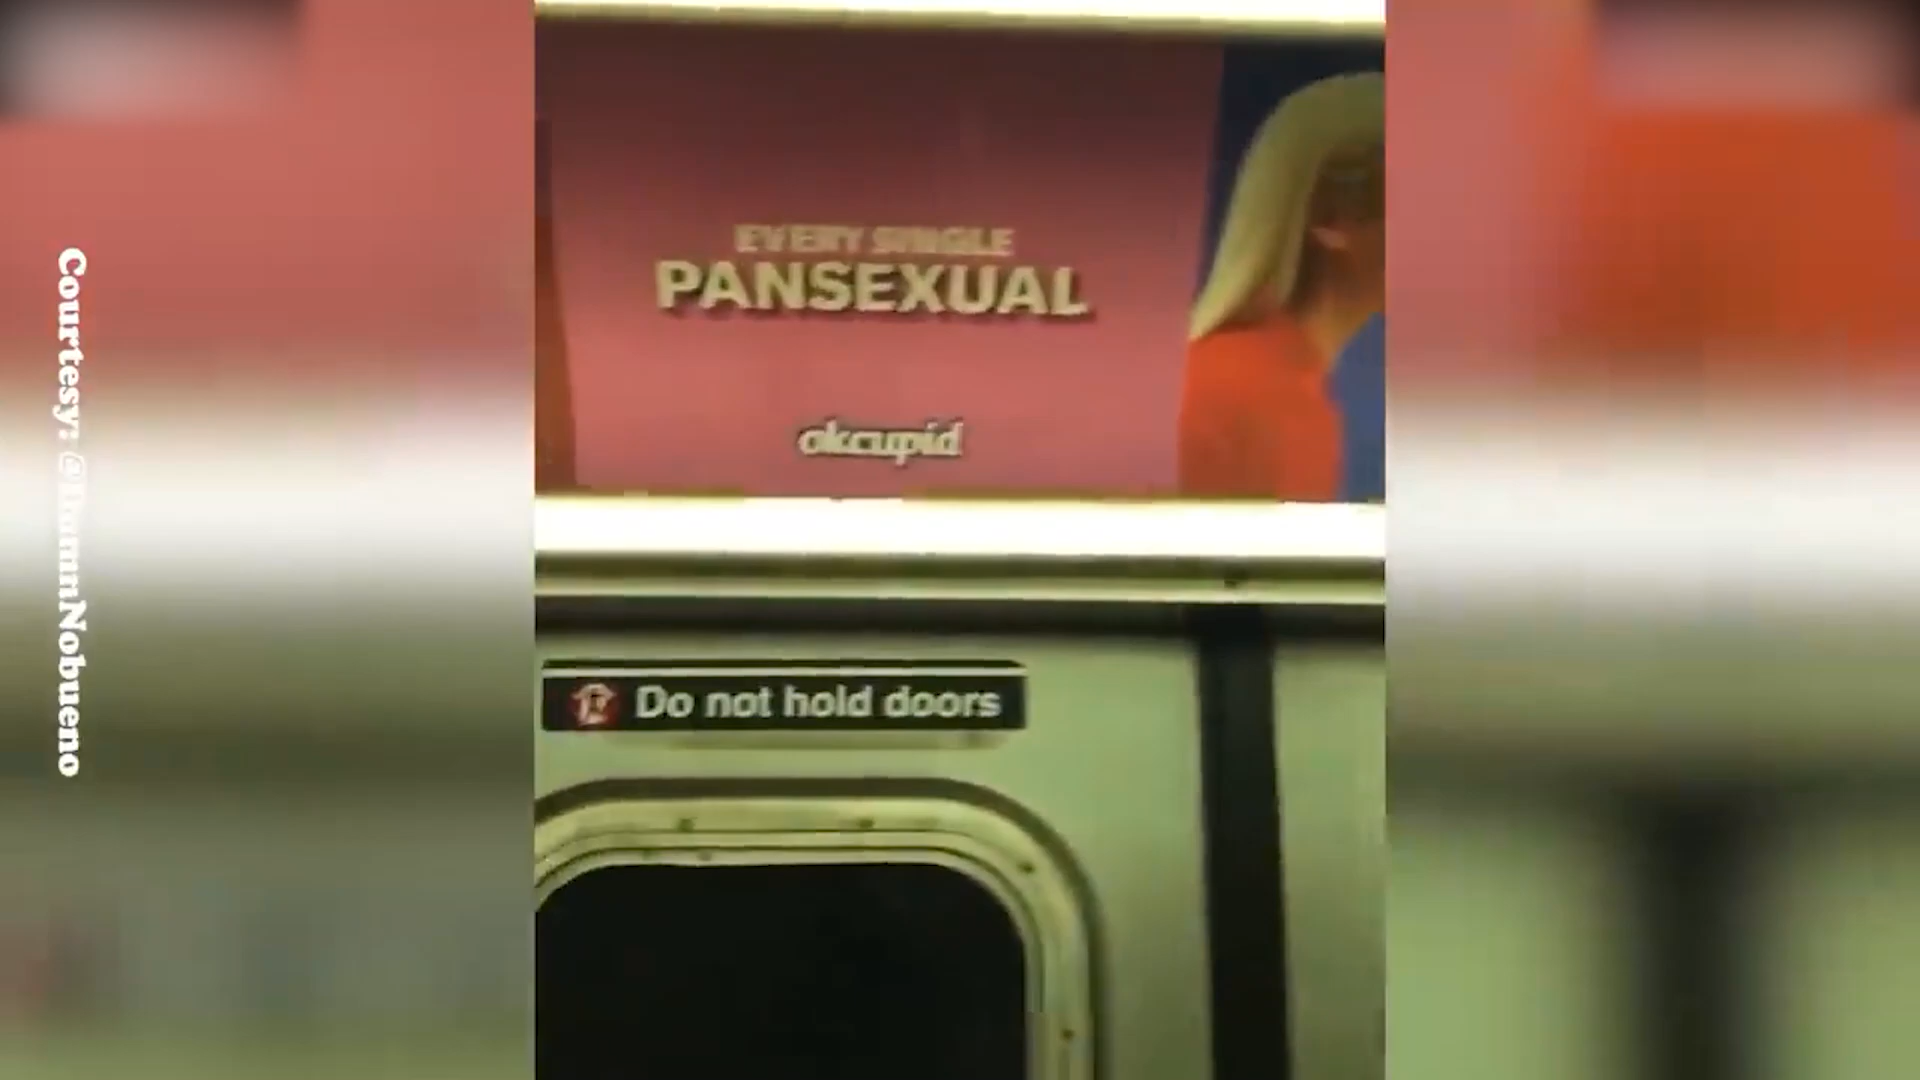 EVERY SINGLE
PANSEXUAL
okcupid
Do not hold doors
Courtesy: